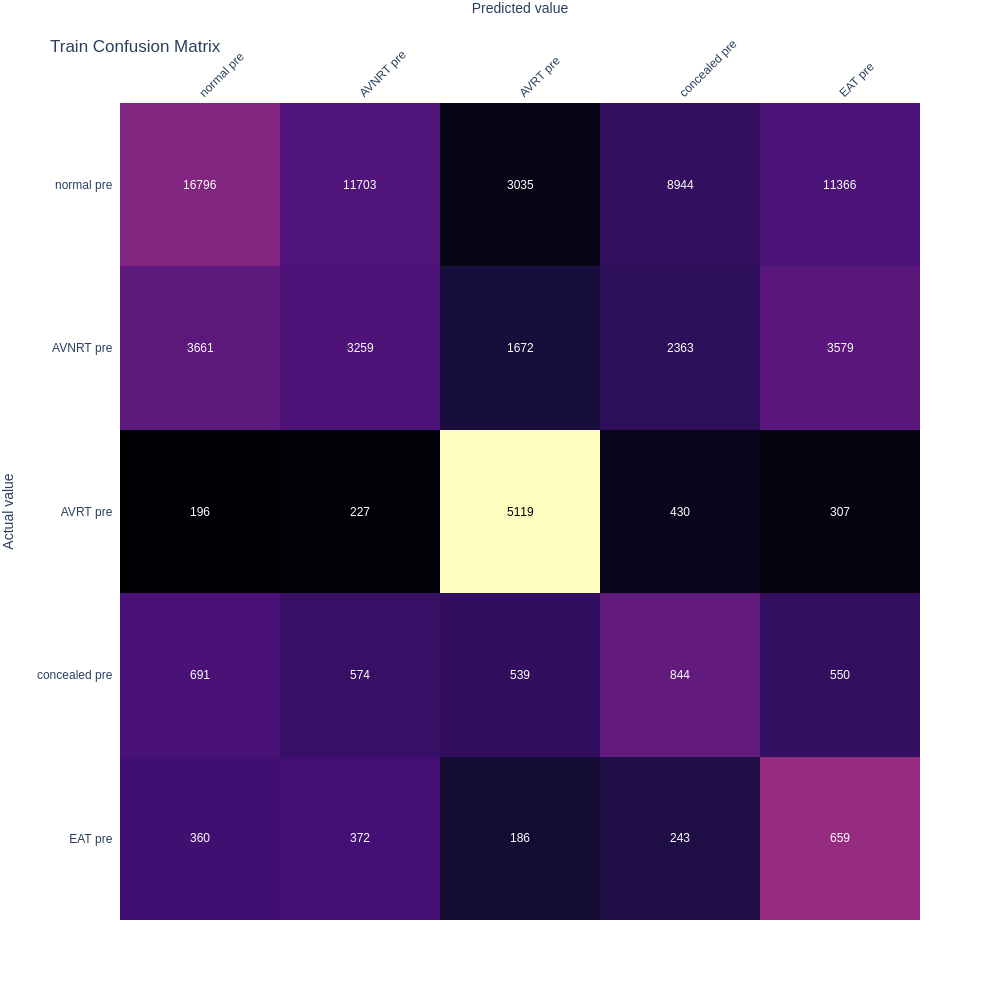 Predicted value
Train Confusion Matrix
normal pre AVNRT pre AVRT pre concealed pre EAT pre
normal pre 16796 11703 3035 8944 11366
AVNRT pre 3661 3259 1672 2363 3579
AVRT pre 196 227 5119 430 307
concealed pre 691 574 539 844 550
EAT pre 360 372 186 243 659
Actual value